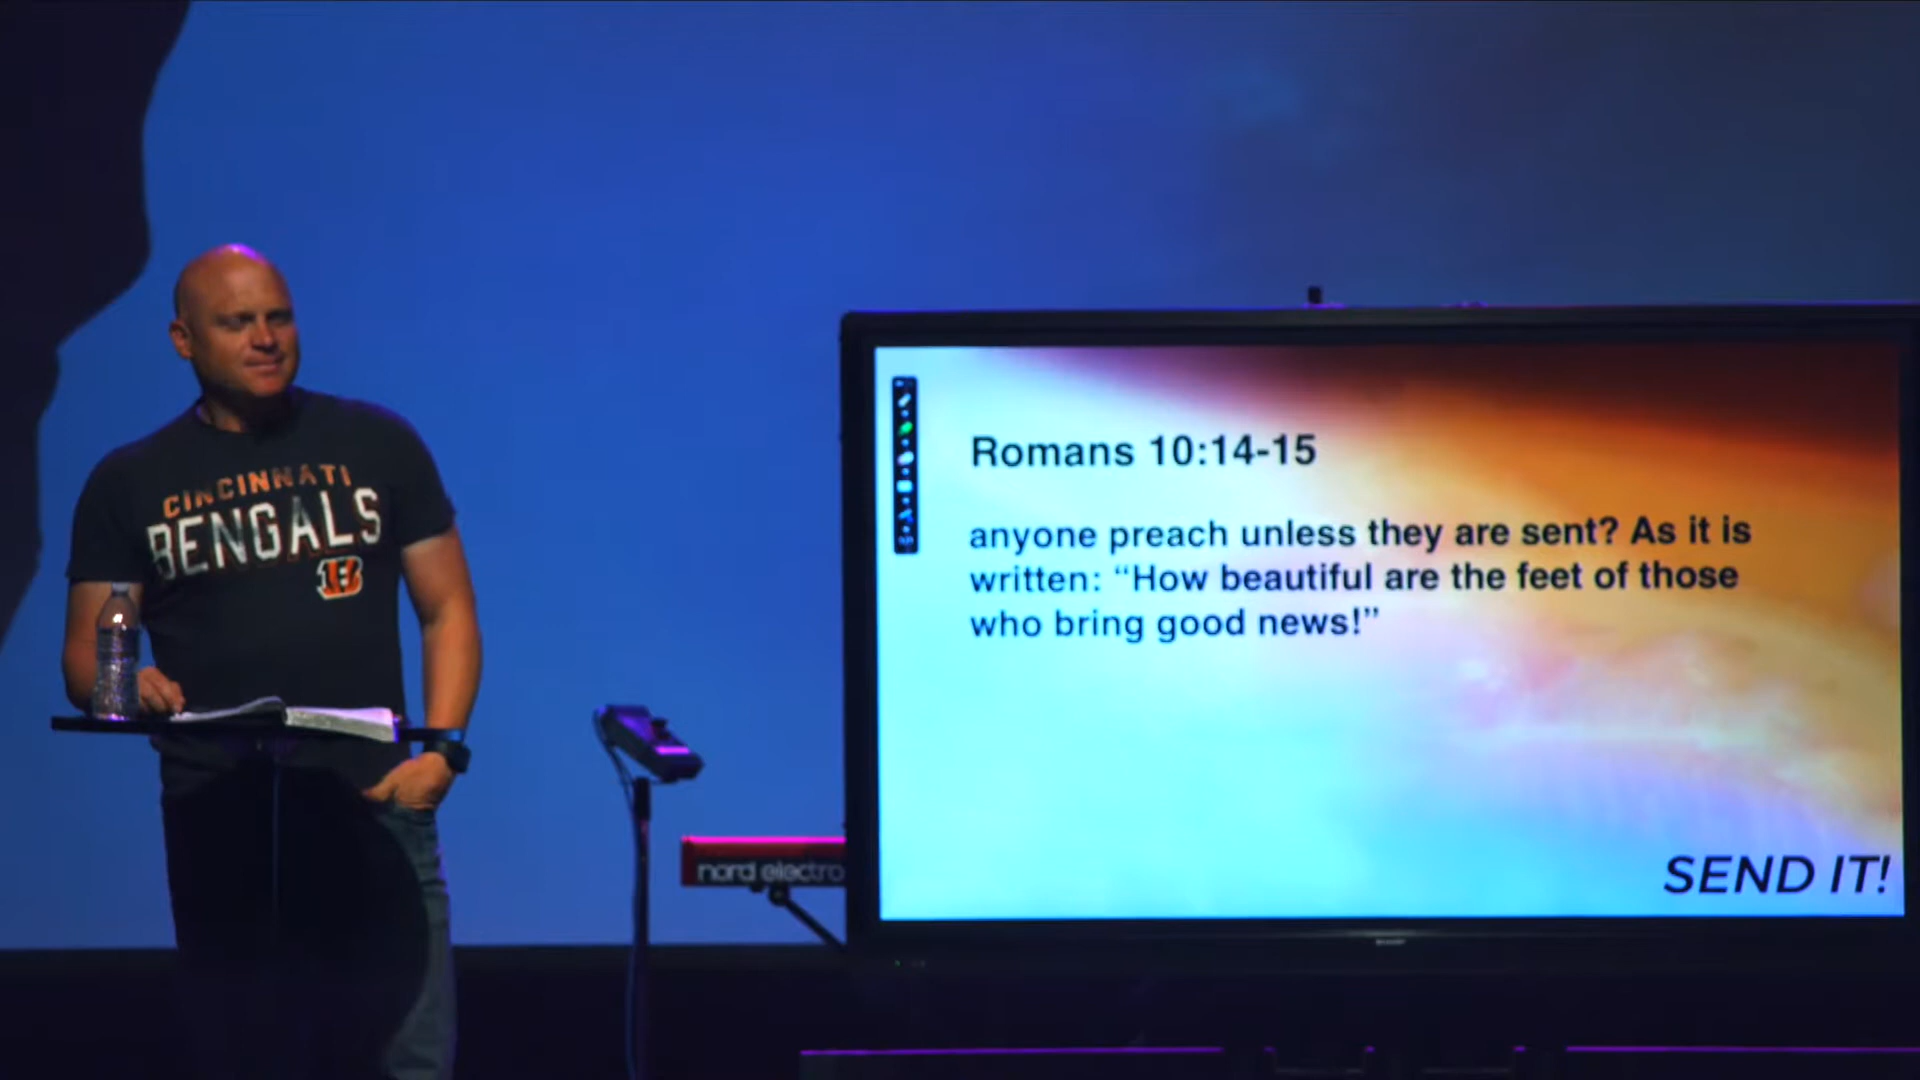 CINCINNATI
BENGALS
B
nord electro
Romans 10:14-15
anyone preach unless they are sent? As it is
written: “How beautiful are the feet of those
who bring good news!”
SEND IT!